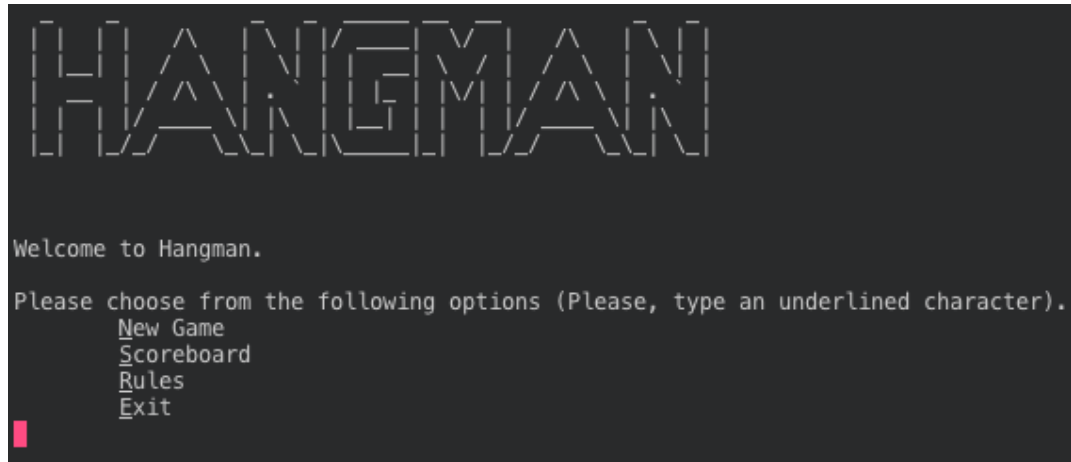 HANGMAN
Welcome to Hangman.
Please choose from the following options (Please, type an underlined character).
New Game
Scoreboard
Rules
Exit